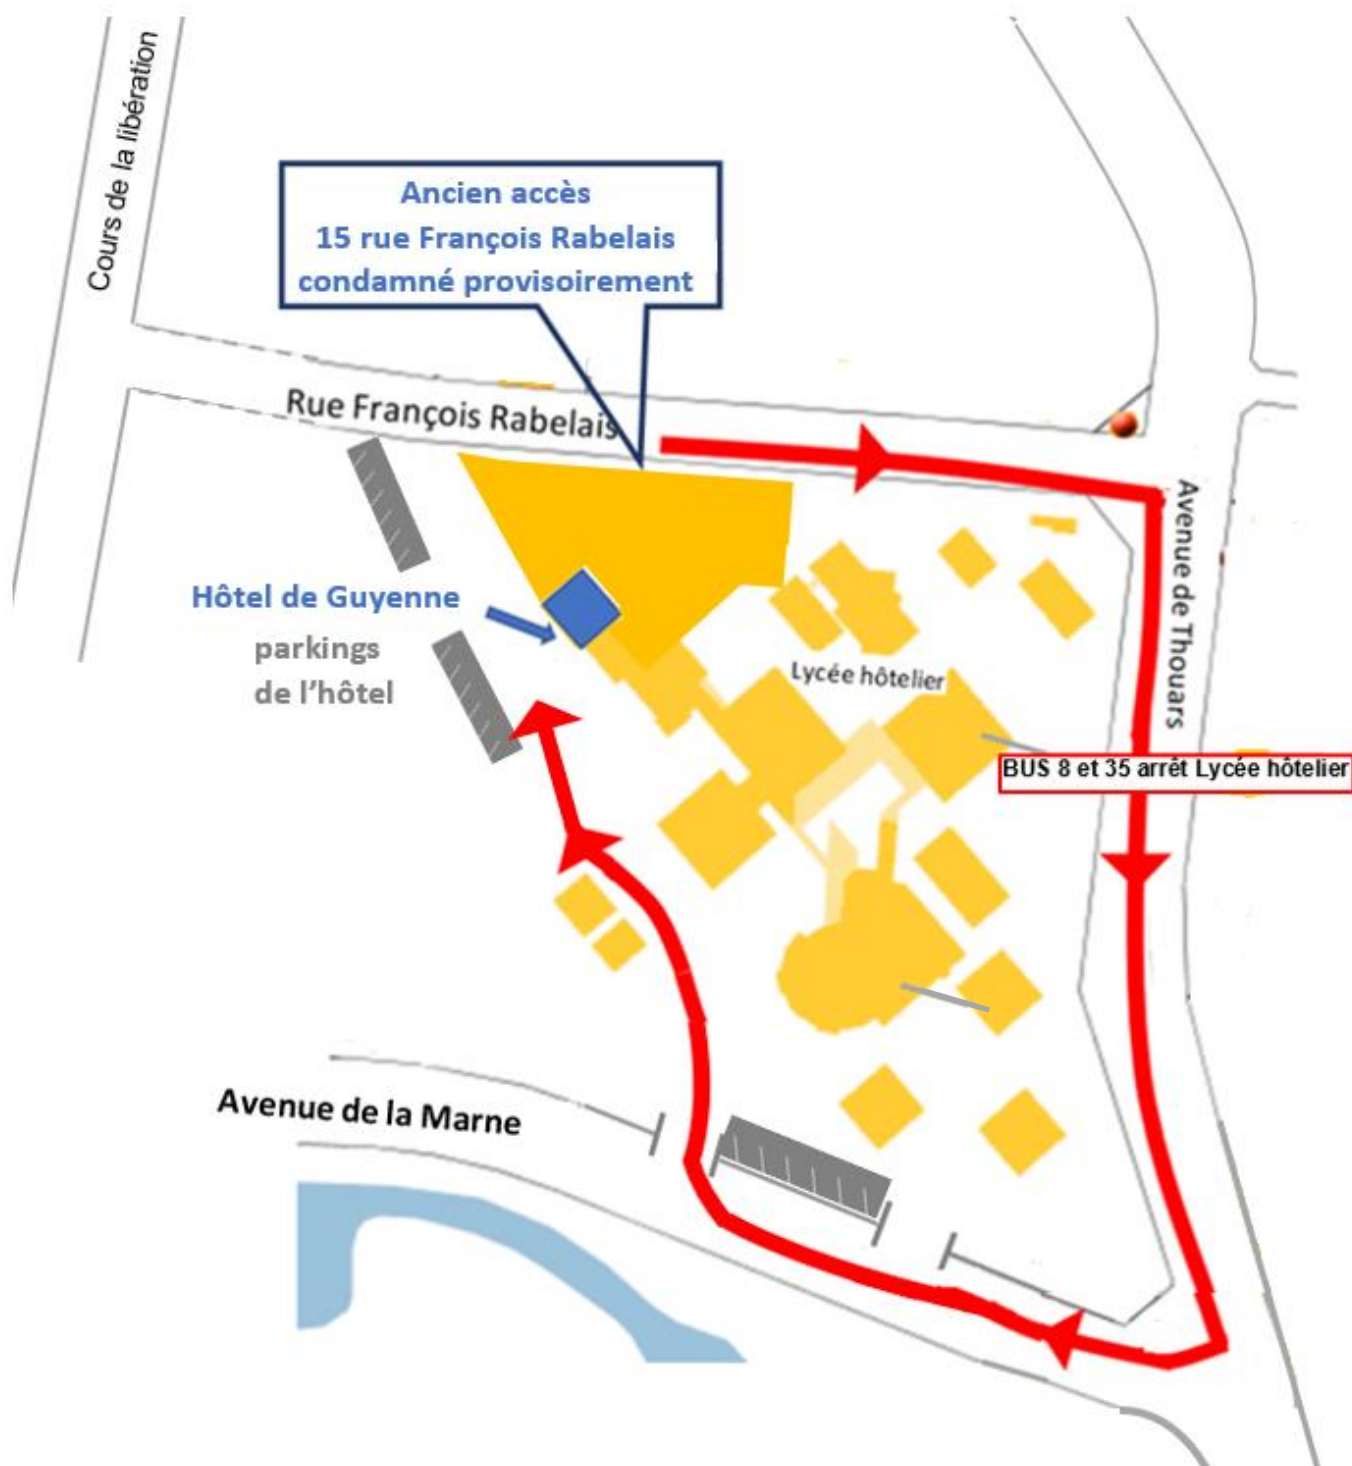 Cours de la libération
Ancien accès
15 rue François Rabelais
condamné provisoirement
Rue François Rabelais
Avenue de Thouars
Hôtel de Guyenne
parkings
de l'hôtel
Lycée hôtelier
BUS 8 et 35 arrêt Lycée hôtelier
Avenue de la Marne